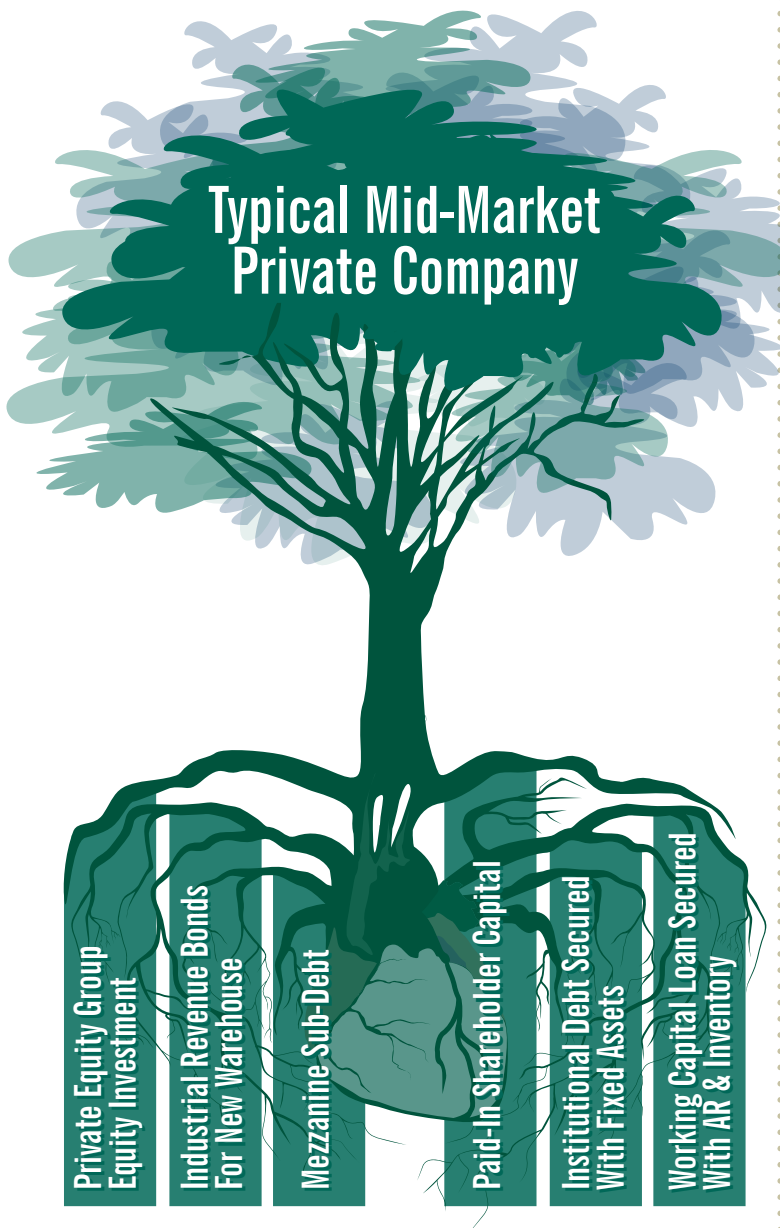 Typical Mid-Market
Private Company
Private Equity Group
Equity Investment
Industrial Revenue Bonds
For New Warehouse
Mezzanine Sub-Debt
Paid-In Shareholder Capital
Institutional Debt Secured
With Fixed Assets
Working Capital Loan Secured
With AR & Inventory